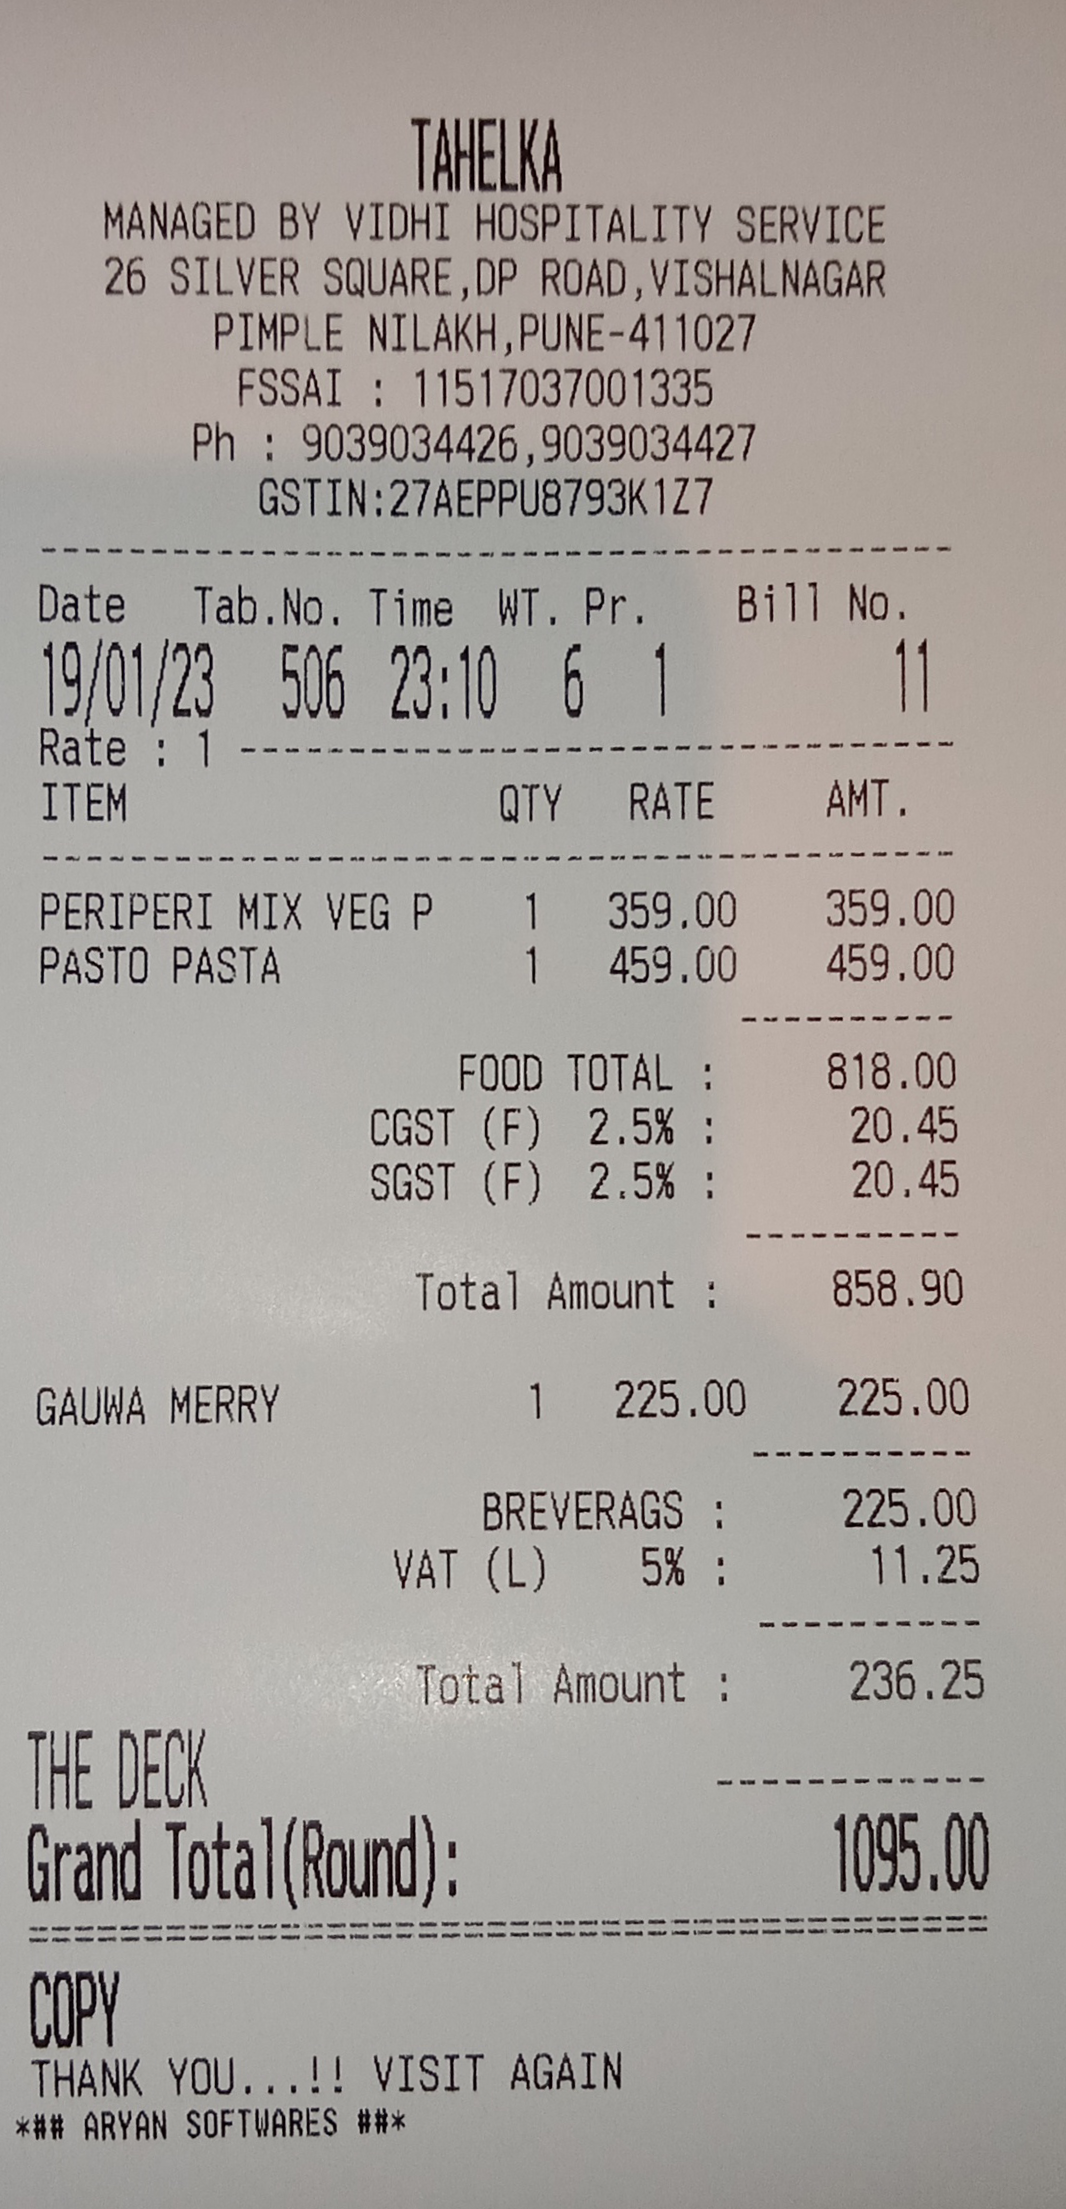 TAHELKA
MANAGED BY VIDHI HOSPITALITY SERVICE
26 SILVER SQUARE,DP ROAD,VISHALNAGAR
PIMPLE NILAKH,PUNE-411027
FSSAI : 11517037001335
Ph : 9039034426,9039034427
GSTIN:27AEPPU8793K1Z7
Date Tab.No. Time WT. Pr. Bill No.
19/01/23 506 23:10 6 1 11
Rate : 1
ITEM QTY RATE AMT.
PERIPERI MIX VEG P 1 359.00 359.00
PASTO PASTA 1 459.00 459.00
FOOD TOTAL : 818.00
CGST (F) 2.5% : 20.45
SGST (F) 2.5% : 20.45
Total Amount : 858.90
GAUWA MERRY 1 225.00 225.00
BREVERAGS : 225.00
VAT (L) 5% : 11.25
Total Amount : 236.25
THE DECK
Grand Total(Round): 1095.00
COPY
THANK YOU...!! VISIT AGAIN
*## ARYAN SOFTWARES ##*